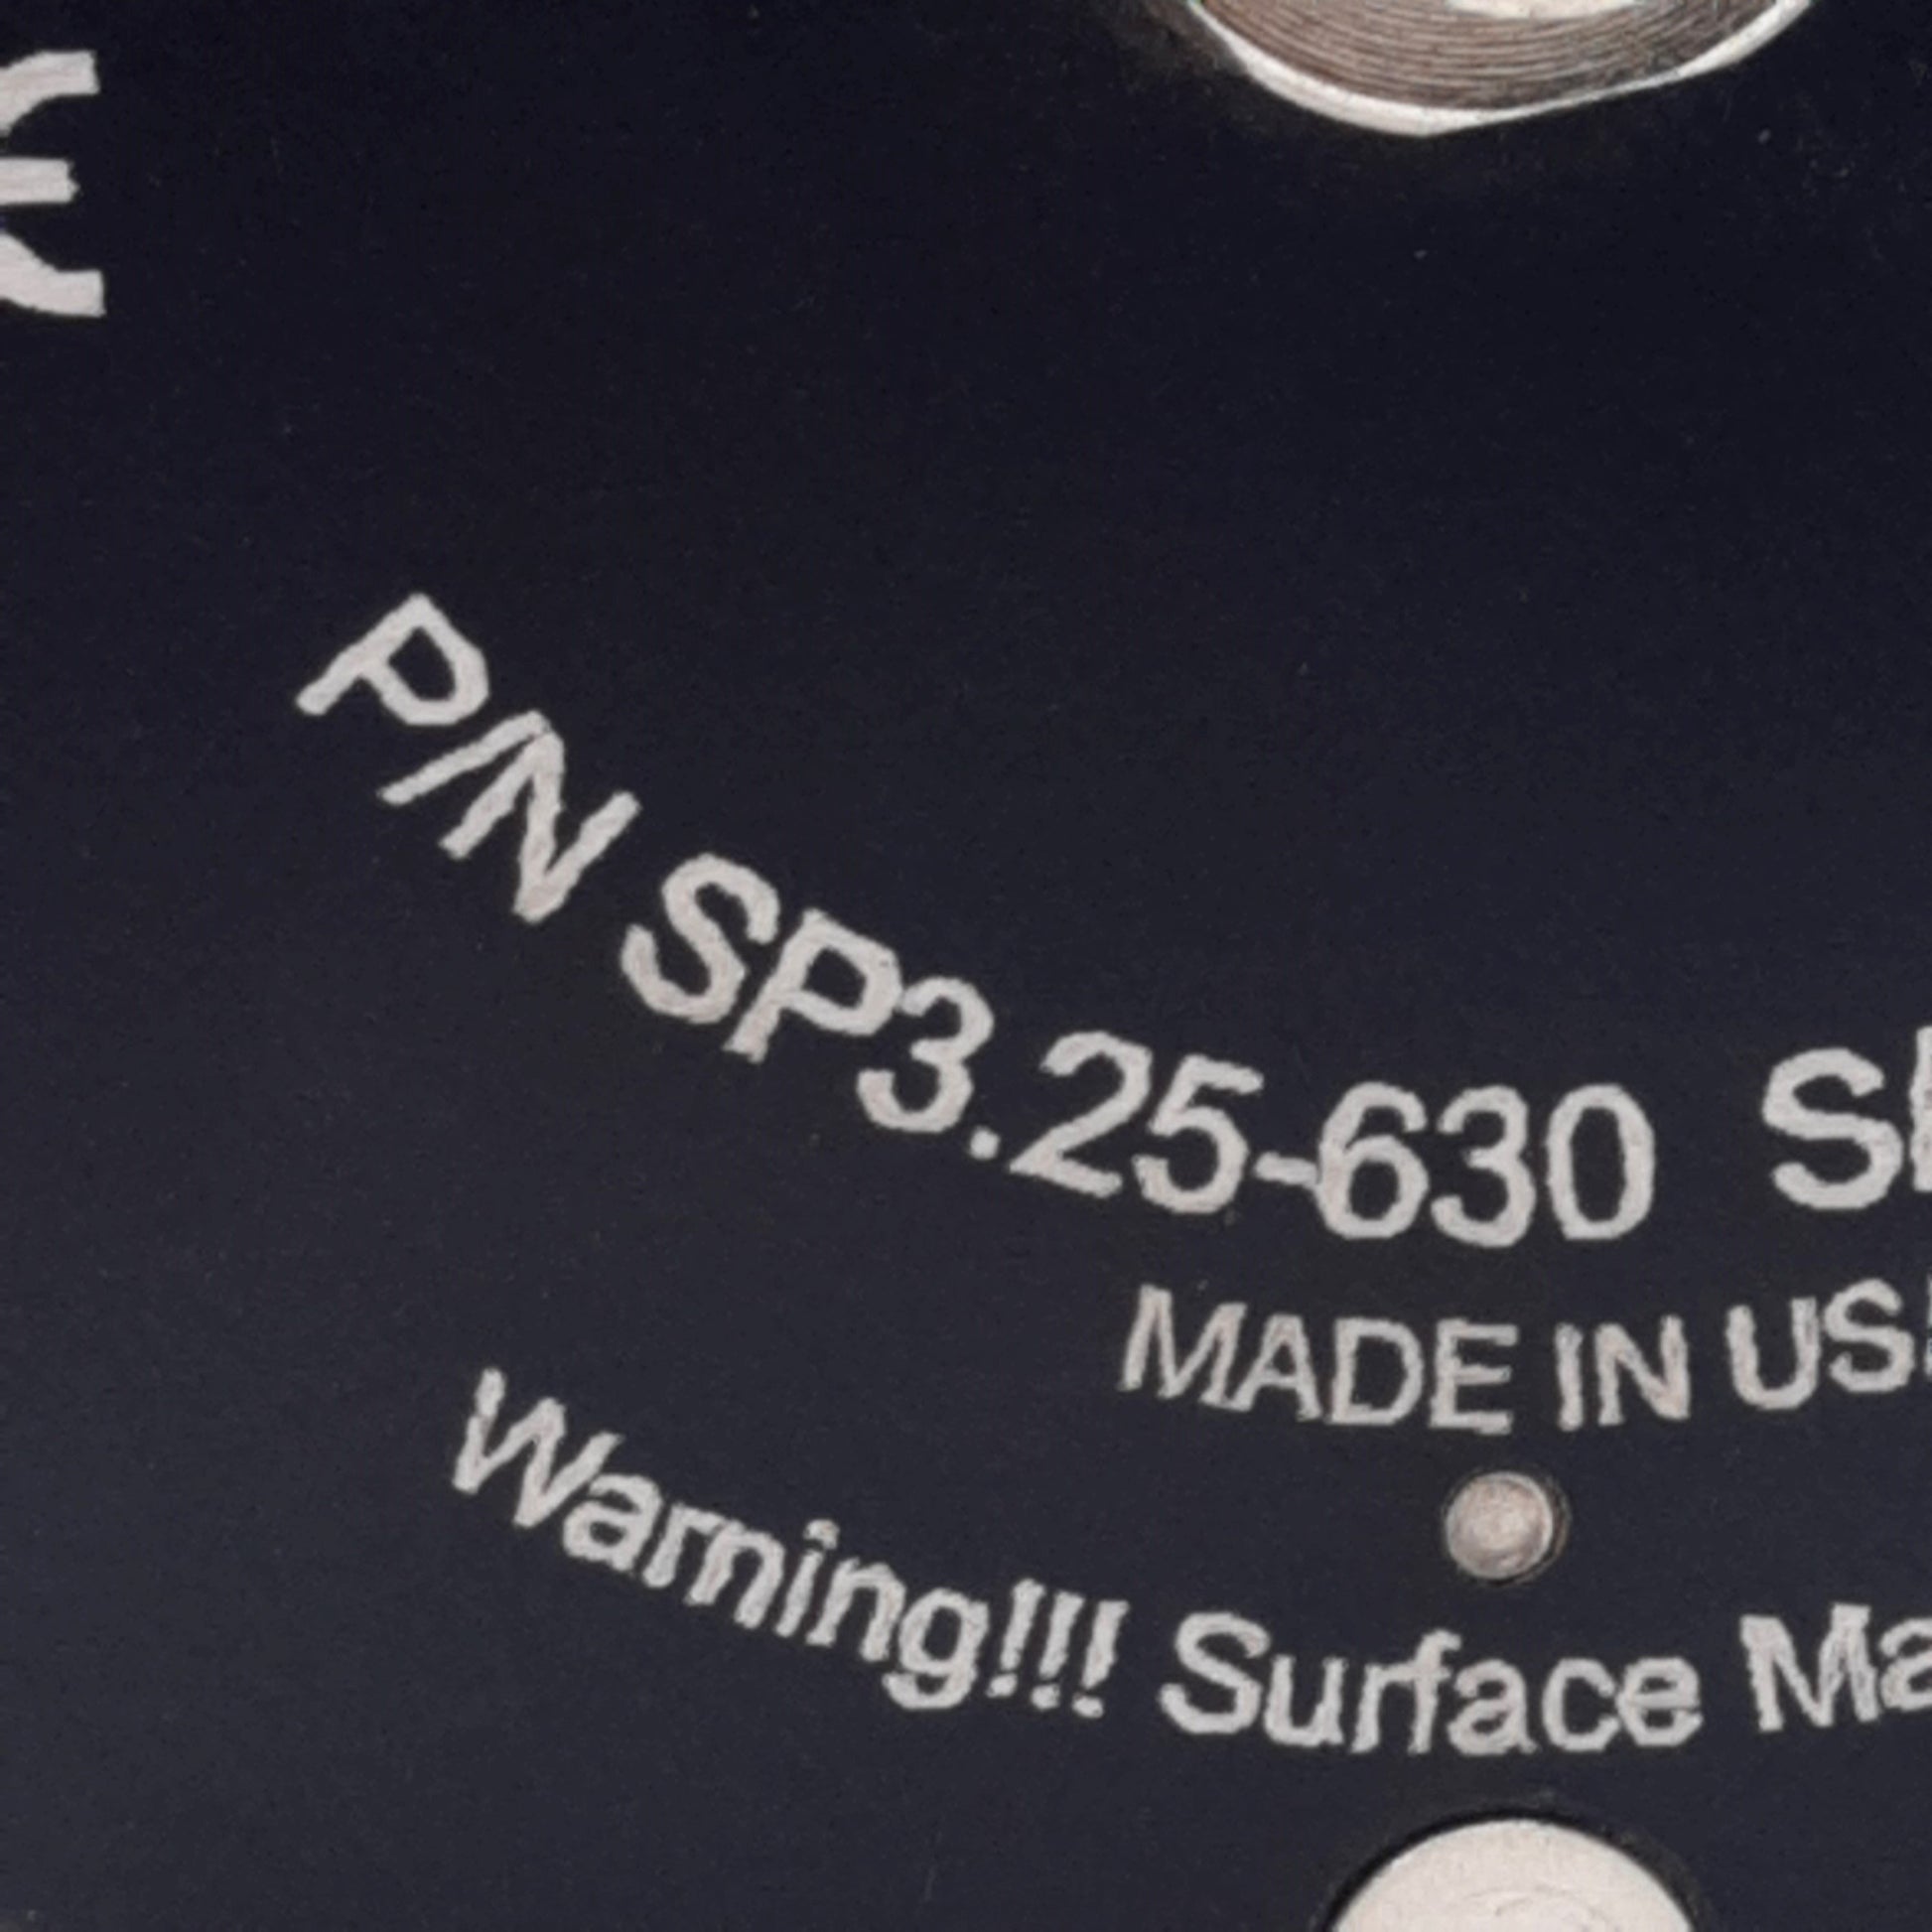 P/N SP3.25-630
MADE IN
Warning!!! Surface